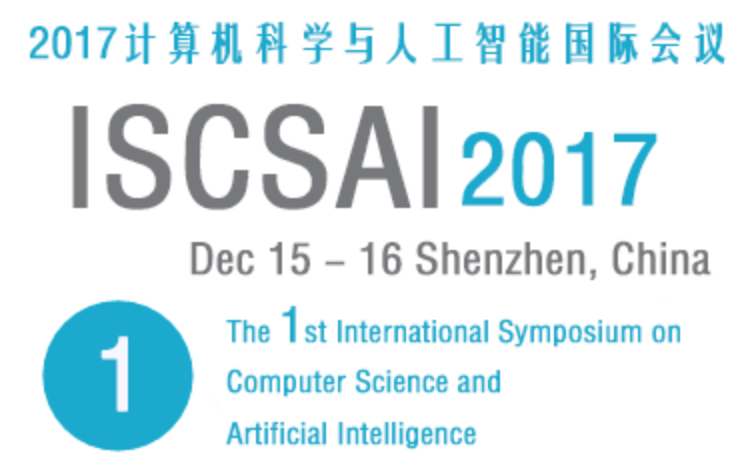 2017计算机科学与人工智能国际会议
ISCSAI 2017
Dec 15 – 16 Shenzhen, China
1
The 1st International Symposium on
Computer Science and
Artificial Intelligence